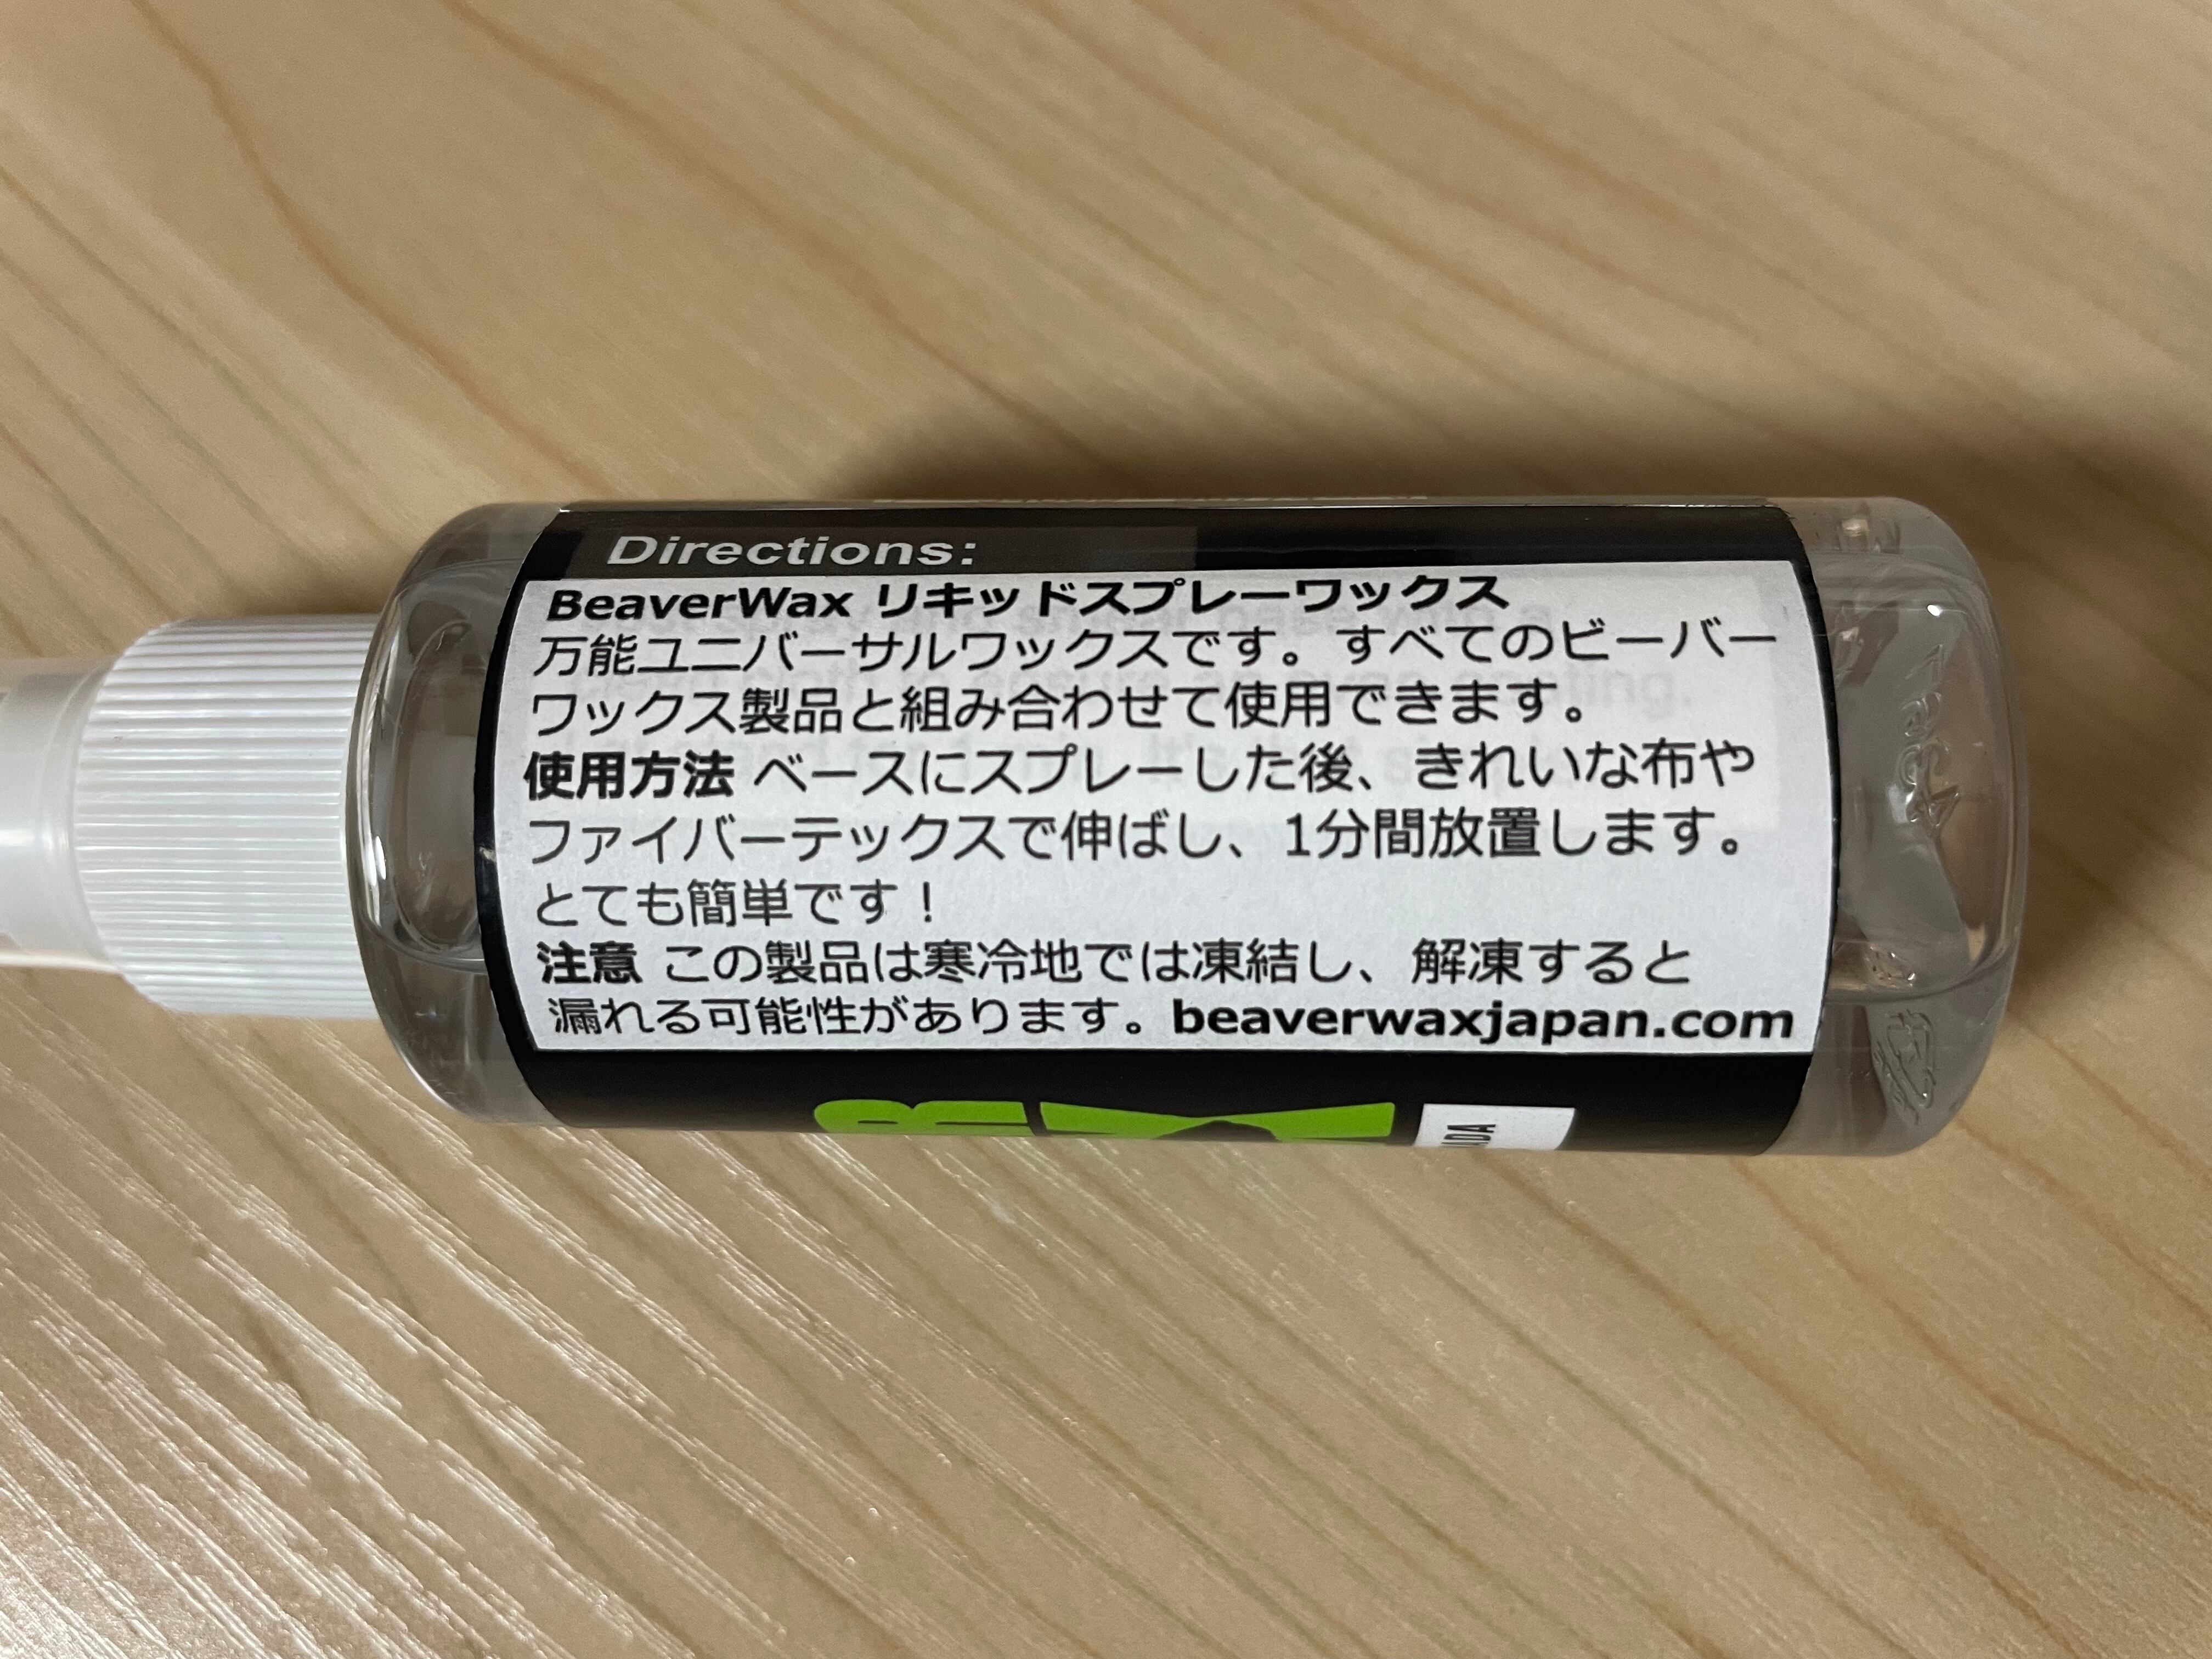 Directions:
BeaverWax リキッドスプレーワックス
万能ユニバーサルワックスです。すべてのビーバー
ワックス製品と組み合わせて使用できます。
使用方法 ベースにスプレーした後、きれいな布や
ファイバーテックスで伸ばし、1分間放置します。
とても簡単です！
注意 この製品は寒冷地では凍結し、解凍すると
漏れる可能性があります。beaverwaxjapan.com